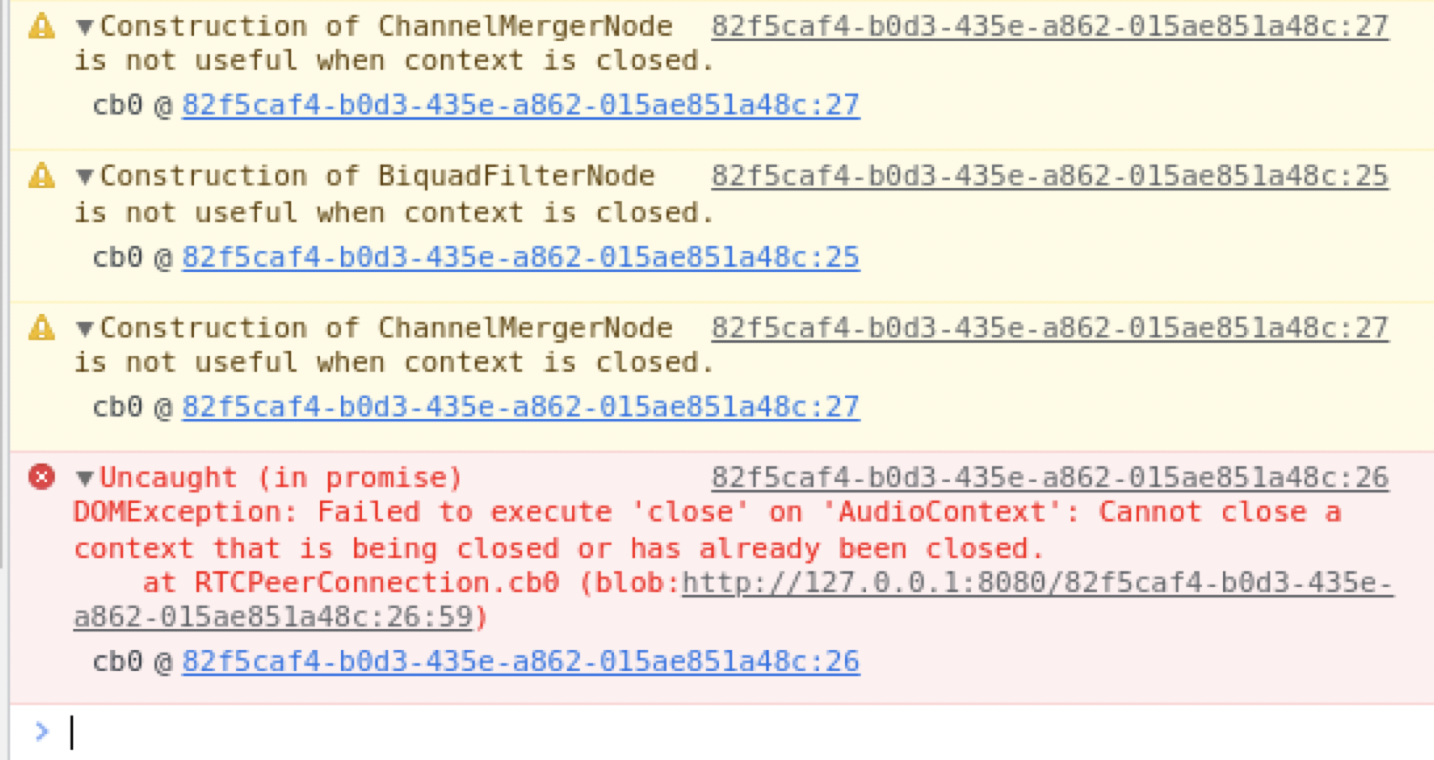 ▼Construction of ChannelMergerNode 82f5caf4-b0d3-435e-a862-015ae851a48c:27
is not useful when context is closed.
cb0 @ 82f5caf4-b0d3-435e-a862-015ae851a48c:27
▼Construction of BiquadFilterNode 82f5caf4-b0d3-435e-a862-015ae851a48c:25
is not useful when context is closed.
cb0 @ 82f5caf4-b0d3-435e-a862-015ae851a48c:25
▼Construction of ChannelMergerNode 82f5caf4-b0d3-435e-a862-015ae851a48c:27
is not useful when context is closed.
cb0 @ 82f5caf4-b0d3-435e-a862-015ae851a48c:27
▼Uncaught (in promise) 82f5caf4-b0d3-435e-a862-015ae851a48c:26
DOMException: Failed to execute 'close' on 'AudioContext': Cannot close a
context that is being closed or has already been closed.
at RTCPeerConnection.cb0 (blob:http://127.0.0.1:8080/82f5caf4-b0d3-435e-
a862-015ae851a48c:26:59)
cb0 @ 82f5caf4-b0d3-435e-a862-015ae851a48c:26
>